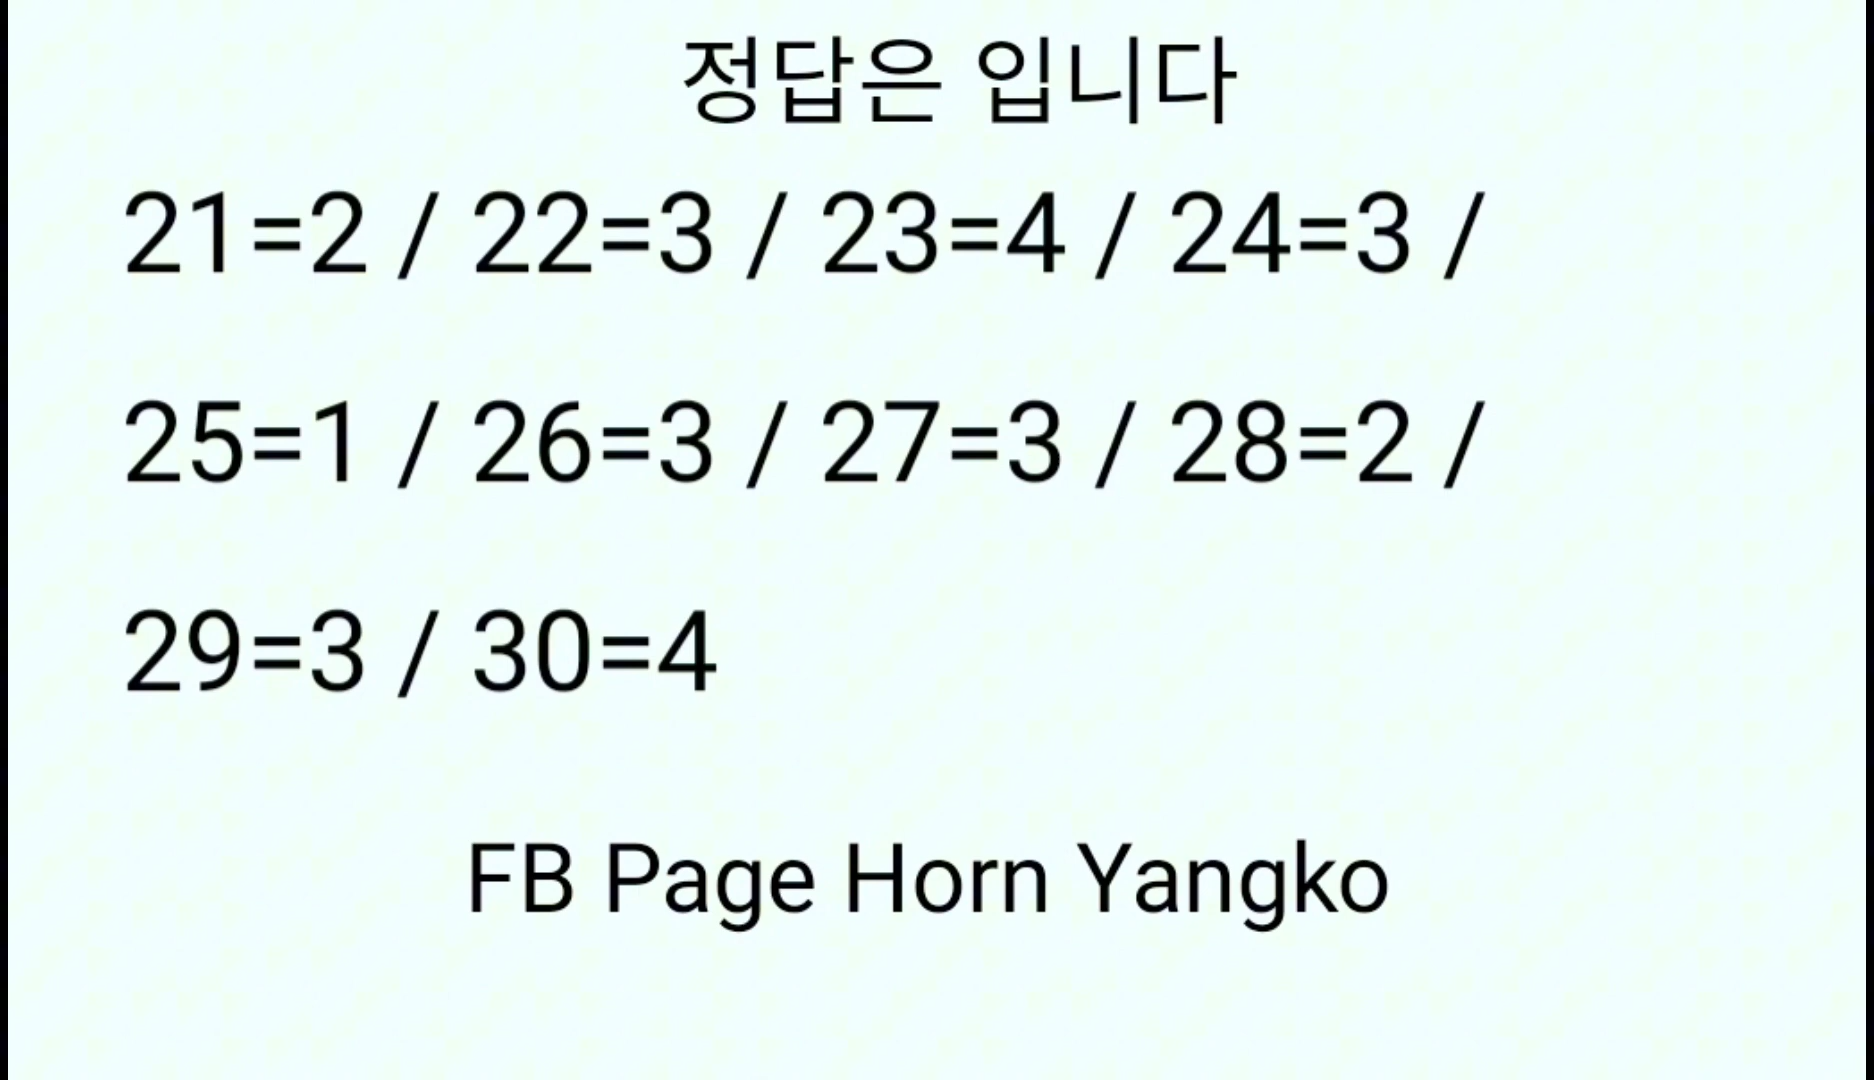 정답은 입니다
21=2 / 22=3 / 23=4 / 24=3 /
25=1 / 26=3 / 27=3 / 28=2 /
29=3 / 30=4
FB Page Horn Yangko